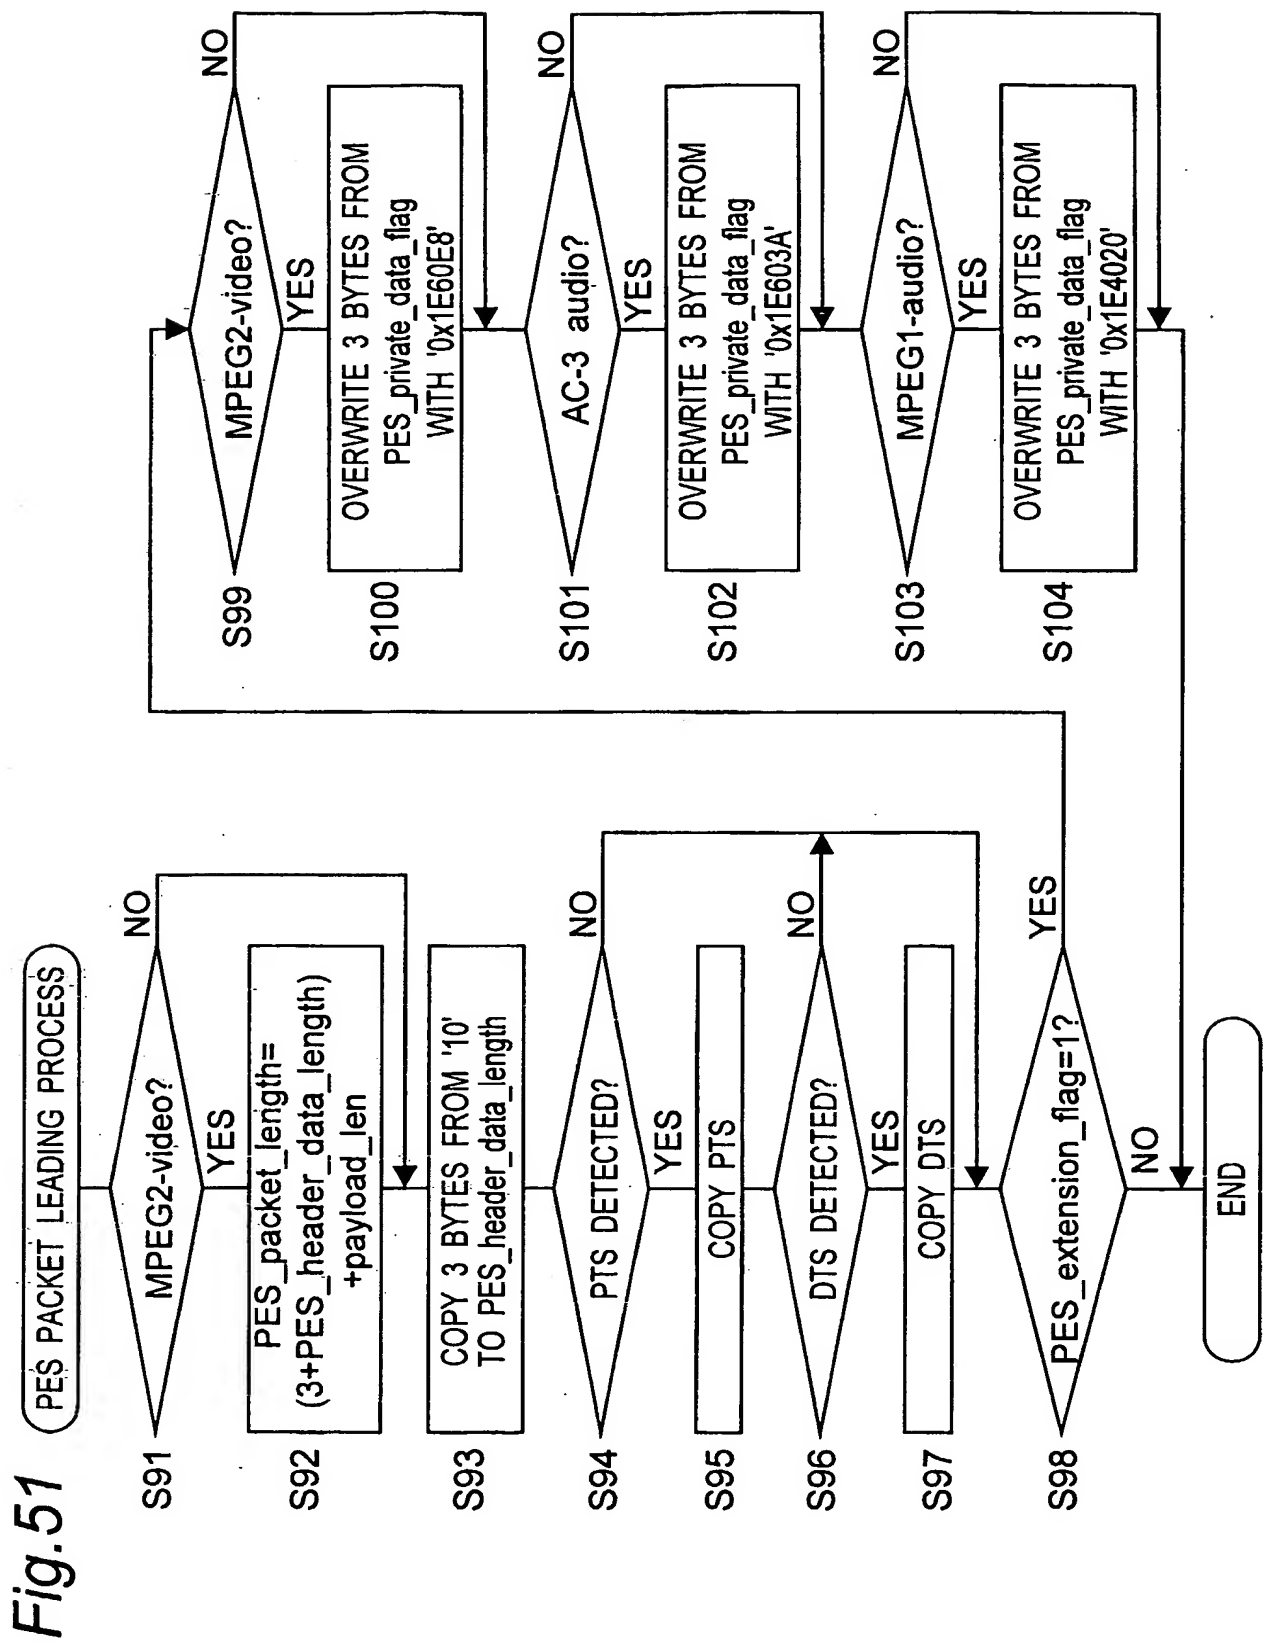 Fig.51
PES PACKET LEADING PROCESS
S91
MPEG2-video?
NO
YES
S92
PES_packet_length=
(3+PES_header_data_length)
+payload_len
S93
COPY 3 BYTES FROM '10'
TO PES_header_data_length
S94
PTS DETECTED?
NO
YES
S95
COPY PTS
S96
DTS DETECTED?
NO
YES
S97
COPY DTS
S98
PES_extension_flag=1?
YES
NO
END
S99
MPEG2-video?
NO
YES
S100
OVERWRITE 3 BYTES FROM
PES_private_data_flag
WITH '0x1E60E8'
S101
AC-3 audio?
NO
YES
S102
OVERWRITE 3 BYTES FROM
PES_private_data_flag
WITH '0x1E603A'
S103
MPEG1-audio?
NO
YES
S104
OVERWRITE 3 BYTES FROM
PES_private_data_flag
WITH '0x1E4020'